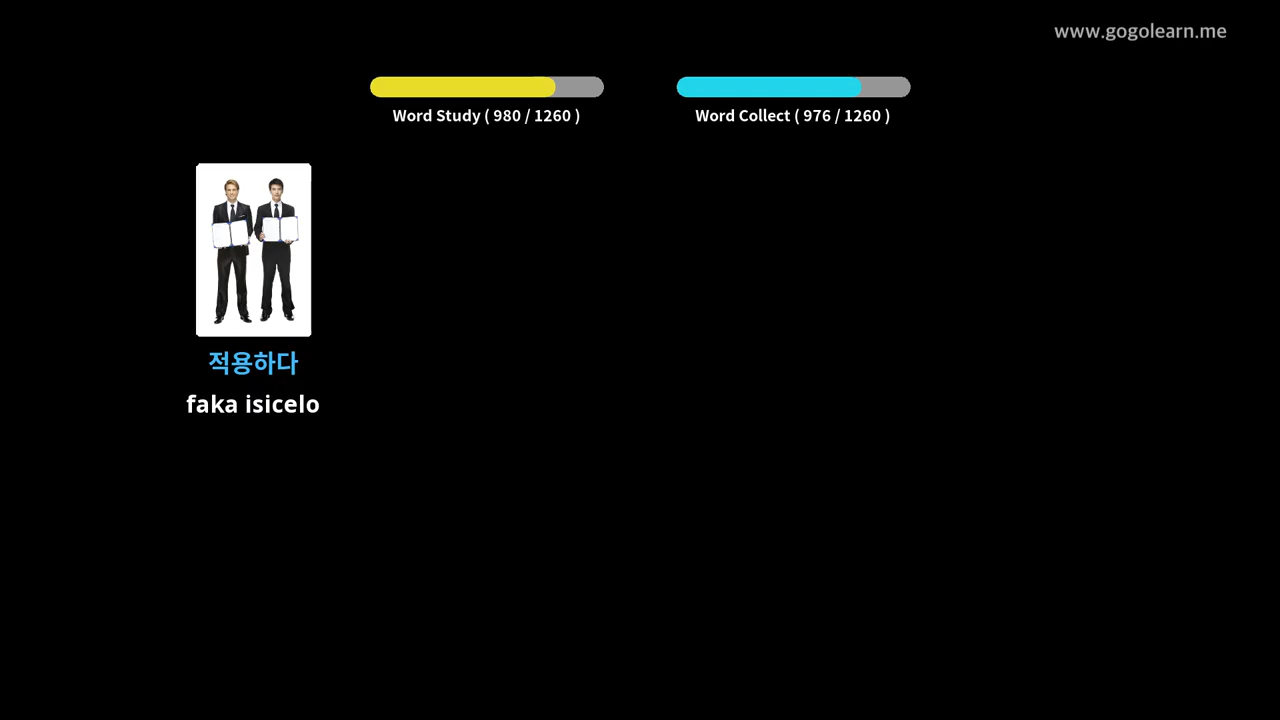 www.gogolearn.me
Word Study ( 980 / 1260 )
Word Collect ( 976 / 1260 )
적용하다
faka isicelo